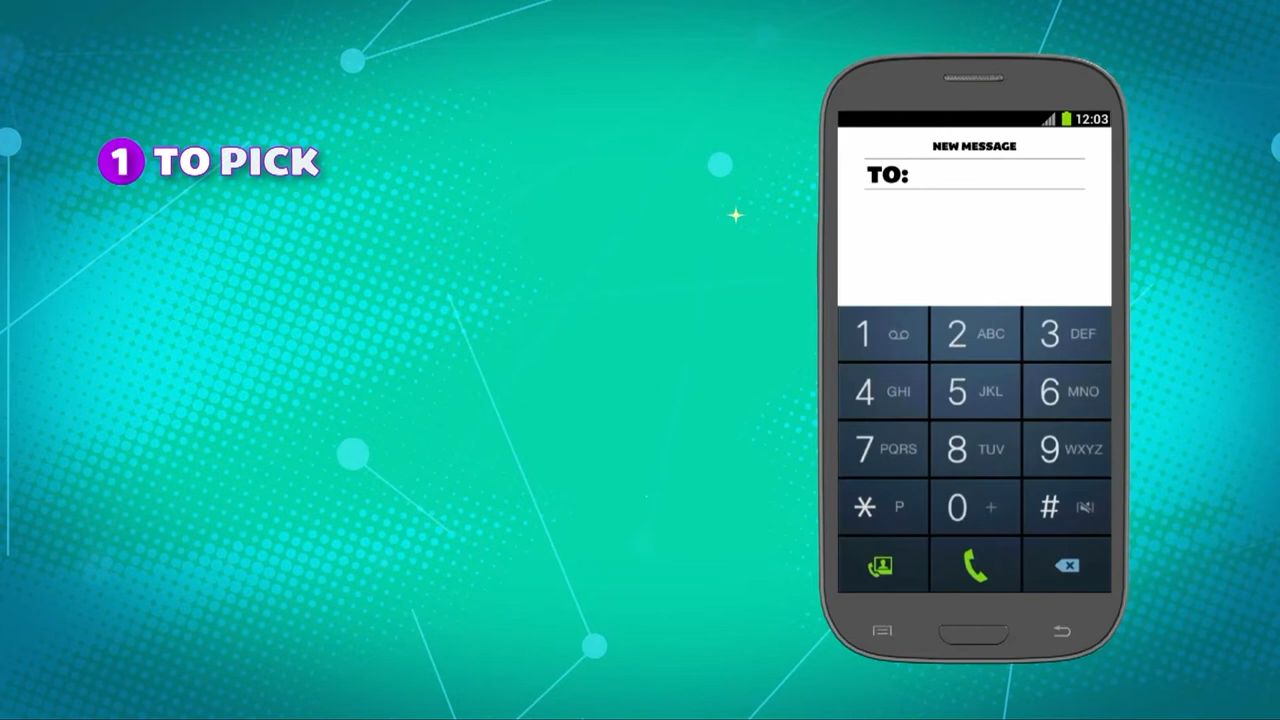 1 TO PICK
12:03
NEW MESSAGE
TO:
1
2 ABC
3 DEF
4 GHI
5 JKL
6 MNO
7 PQRS
8 TUV
9 WXYZ
* P
0 +
#